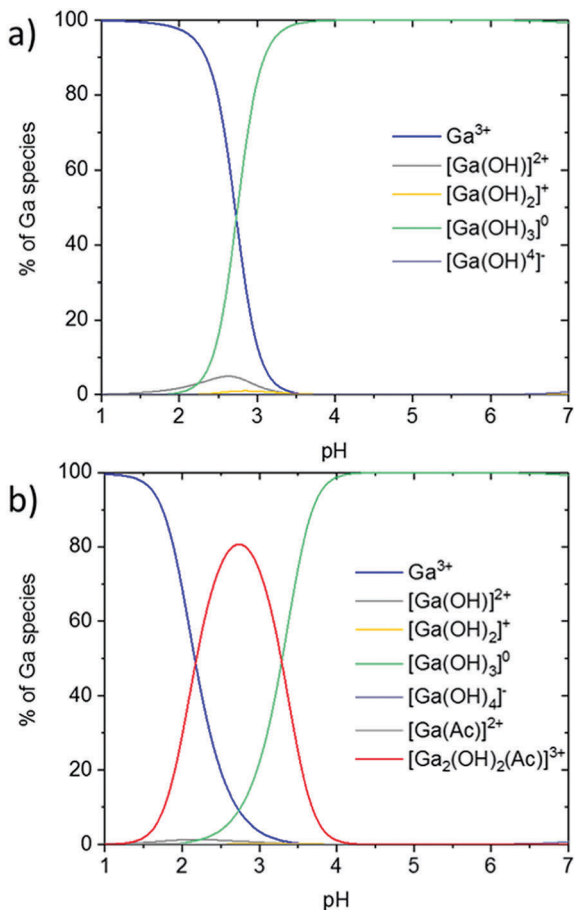 a)
100
80
60
40
20
0
% of Ga species
Ga³⁺
[Ga(OH)]²⁺
[Ga(OH)₂]⁺
[Ga(OH)₃]⁰
[Ga(OH)⁴]⁻
1 2 3 4 5 6 7
pH
b)
100
80
60
40
20
0
% of Ga species
Ga³⁺
[Ga(OH)]²⁺
[Ga(OH)₂]⁺
[Ga(OH)₃]⁰
[Ga(OH)₄]⁻
[Ga(Ac)]²⁺
[Ga₂(OH)₂(Ac)]³⁺
1 2 3 4 5 6 7
pH